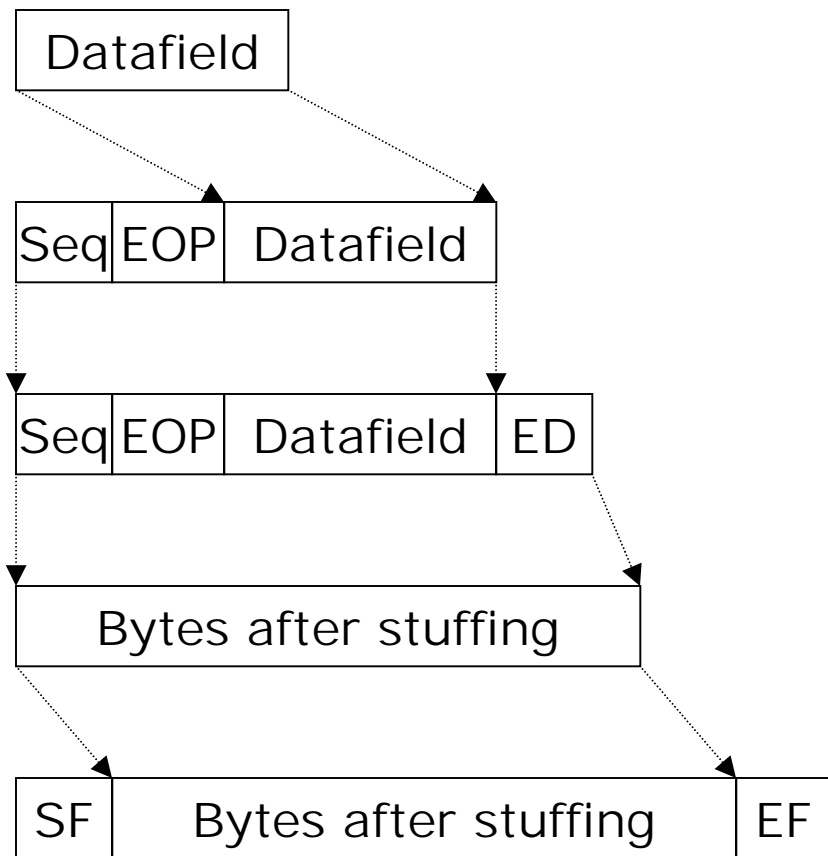 Datafield
Seq EOP Datafield
Seq EOP Datafield ED
Bytes after stuffing
SF Bytes after stuffing EF